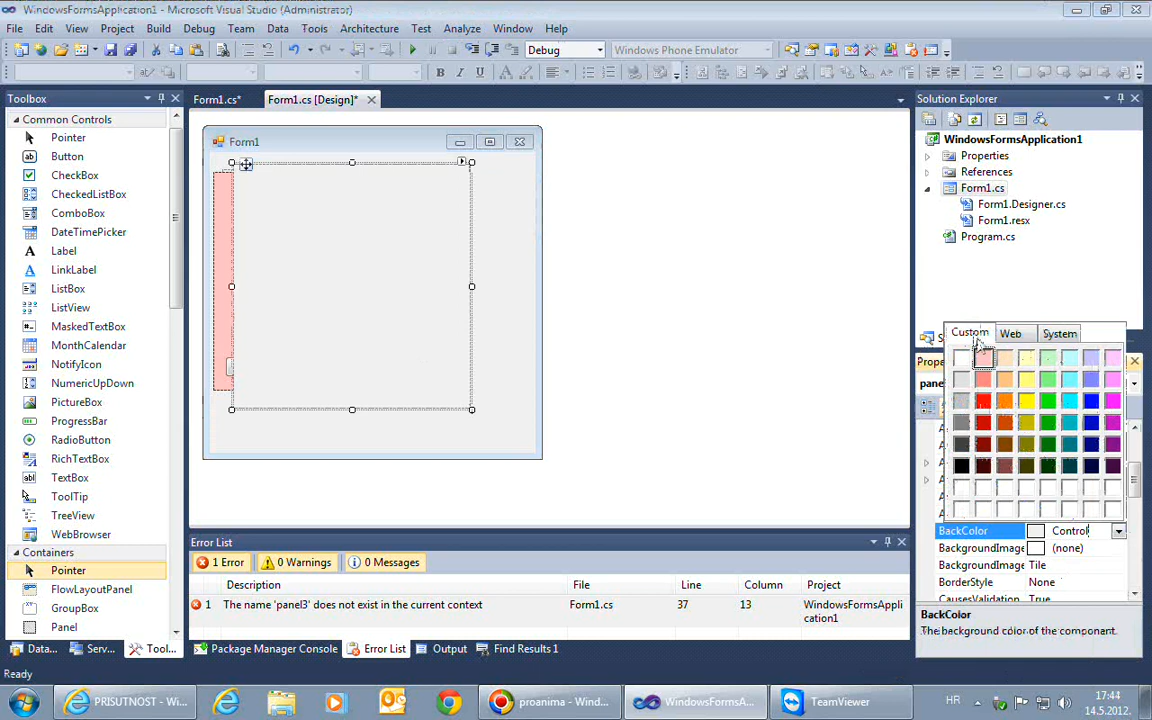 WindowsFormsApplication1 - Microsoft Visual Studio (Administrator)
File Edit View Project Build Debug Team Data Tools Architecture Test Analyze Window Help
Debug Windows Phone Emulator
Toolbox
Common Controls
Pointer
Button
CheckBox
CheckedListBox
ComboBox
DateTimePicker
Label
LinkLabel
ListBox
ListView
MaskedTextBox
MonthCalendar
NotifyIcon
NumericUpDown
PictureBox
ProgressBar
RadioButton
RichTextBox
TextBox
ToolTip
TreeView
WebBrowser
Containers
Pointer
FlowLayoutPanel
GroupBox
Panel
Data... Serv... Tool...
Form1.cs* Form1.cs [Design]*
Form1
Solution Explorer
WindowsFormsApplication1
Properties
References
Form1.cs
Form1.Designer.cs
Form1.resx
Program.cs
Custom Web System
BackColor Control
BackgroundImage (none)
BackgroundImage Tile
BorderStyle None
CausesValidation True
BackColor
The background color of the component.
Error List
1 Error 0 Warnings 0 Messages
Description File Line Column Project
1 The name 'panel3' does not exist in the current context Form1.cs 37 13 WindowsFormsAppli
cation1
Package Manager Console Error List Output Find Results 1
Ready
PRISUTNOST - Wi... proanima - Wind... WindowsFormsA... TeamViewer HR 17:44
14.5.2012.